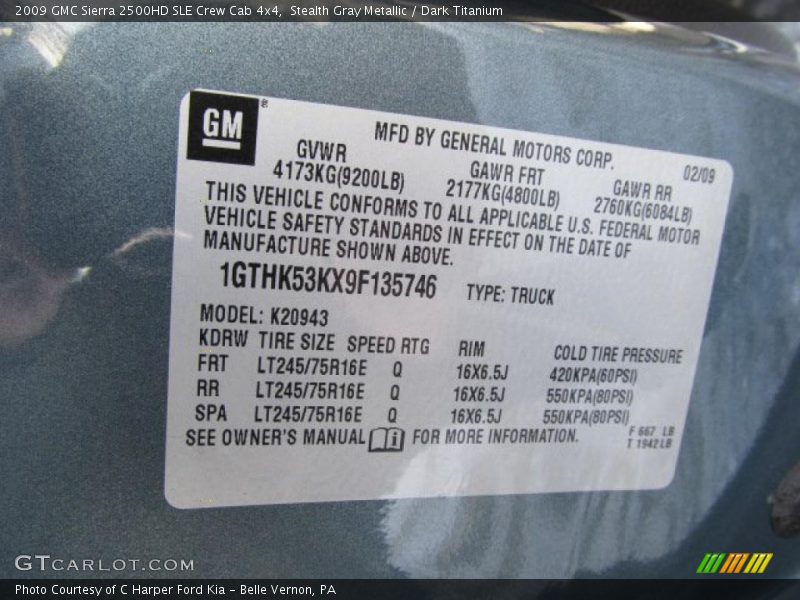 2009 GMC Sierra 2500HD SLE Crew Cab 4x4, Stealth Gray Metallic / Dark Titanium
GM ®
MFD BY GENERAL MOTORS CORP. 02/09
GVWR GAWR FRT GAWR RR
4173KG(9200LB) 2177KG(4800LB) 2760KG(6084LB)
THIS VEHICLE CONFORMS TO ALL APPLICABLE U.S. FEDERAL MOTOR
VEHICLE SAFETY STANDARDS IN EFFECT ON THE DATE OF
MANUFACTURE SHOWN ABOVE.
1GTHK53KX9F135746 TYPE: TRUCK
MODEL: K20943
KDRW TIRE SIZE SPEED RTG RIM COLD TIRE PRESSURE
FRT LT245/75R16E Q 16X6.5J 420KPA(60PSI)
RR LT245/75R16E Q 16X6.5J 550KPA(80PSI)
SPA LT245/75R16E Q 16X6.5J 550KPA(80PSI)
SEE OWNER'S MANUAL i FOR MORE INFORMATION.
F 667 LB
T 1942 LB
GTCARLOT.COM
Photo Courtesy of C Harper Ford Kia – Belle Vernon, PA